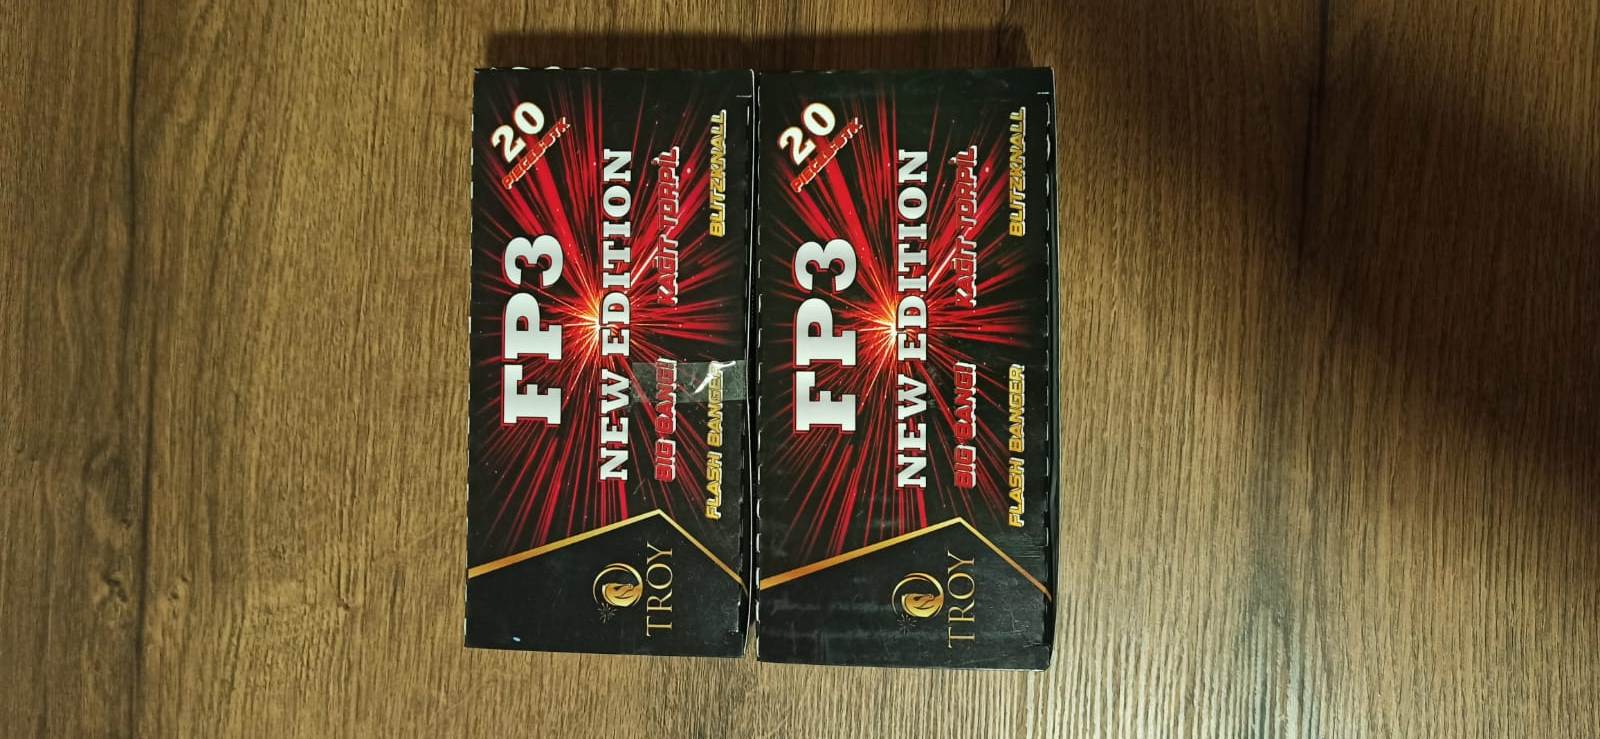 20
PIECES/STK
FP3
NEW EDITION
BIG BANG!
KAĞIT TORPİL
FLASH BANGER
BLITZKNALL
TROY
20
PIECES/STK
FP3
NEW EDITION
BIG BANG!
KAĞIT TORPİL
FLASH BANGER
BLITZKNALL
TROY